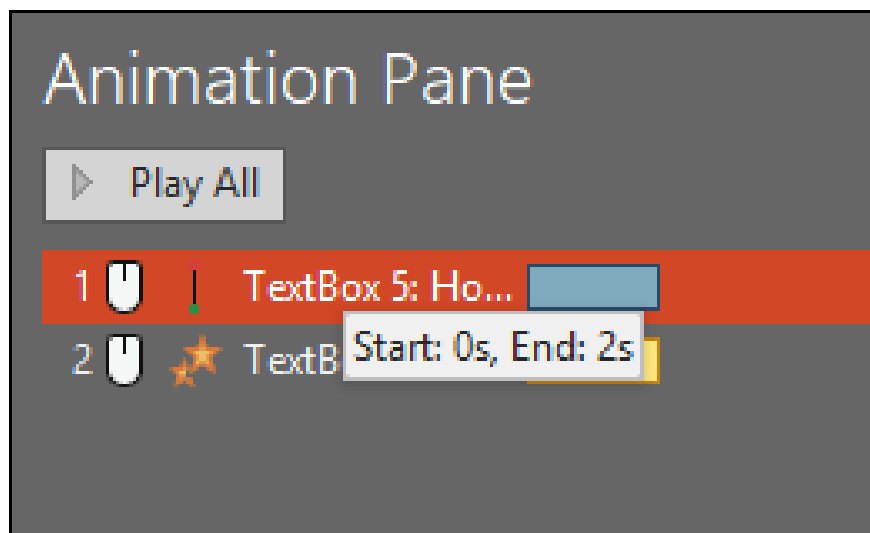 Animation Pane
Play All
1 TextBox 5: Ho...
Start: 0s, End: 2s
2 TextB